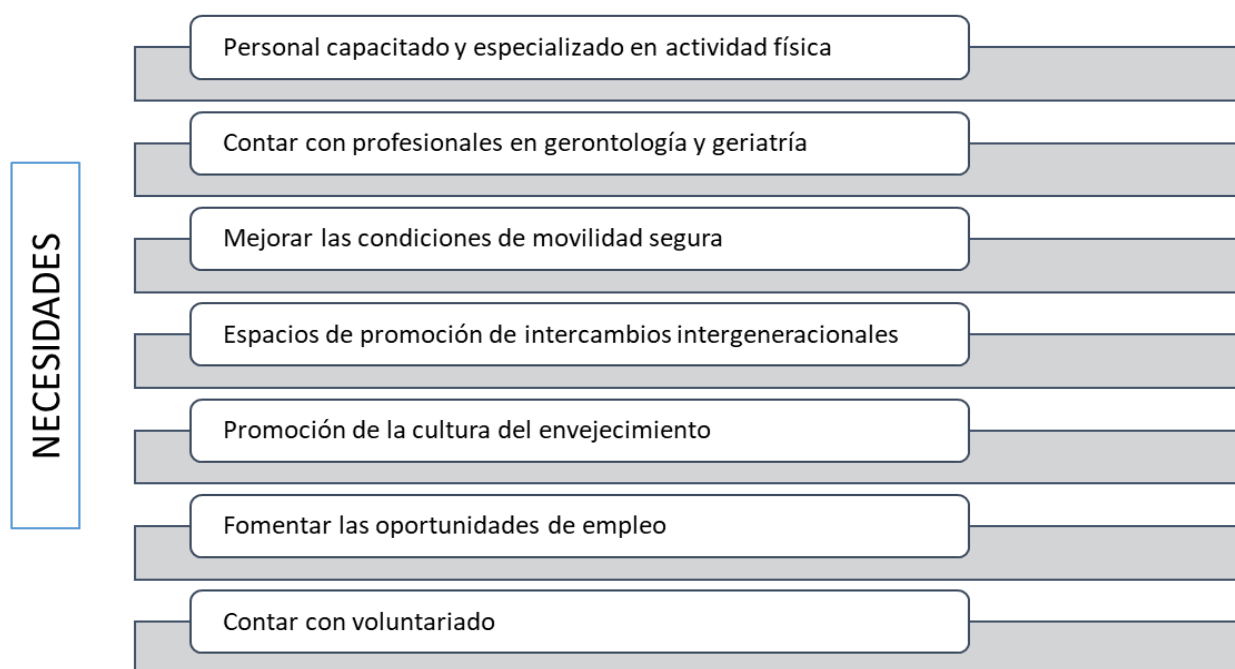 NECESIDADES
Personal capacitado y especializado en actividad física
Contar con profesionales en gerontología y geriatría
Mejorar las condiciones de movilidad segura
Espacios de promoción de intercambios intergeneracionales
Promoción de la cultura del envejecimiento
Fomentar las oportunidades de empleo
Contar con voluntariado